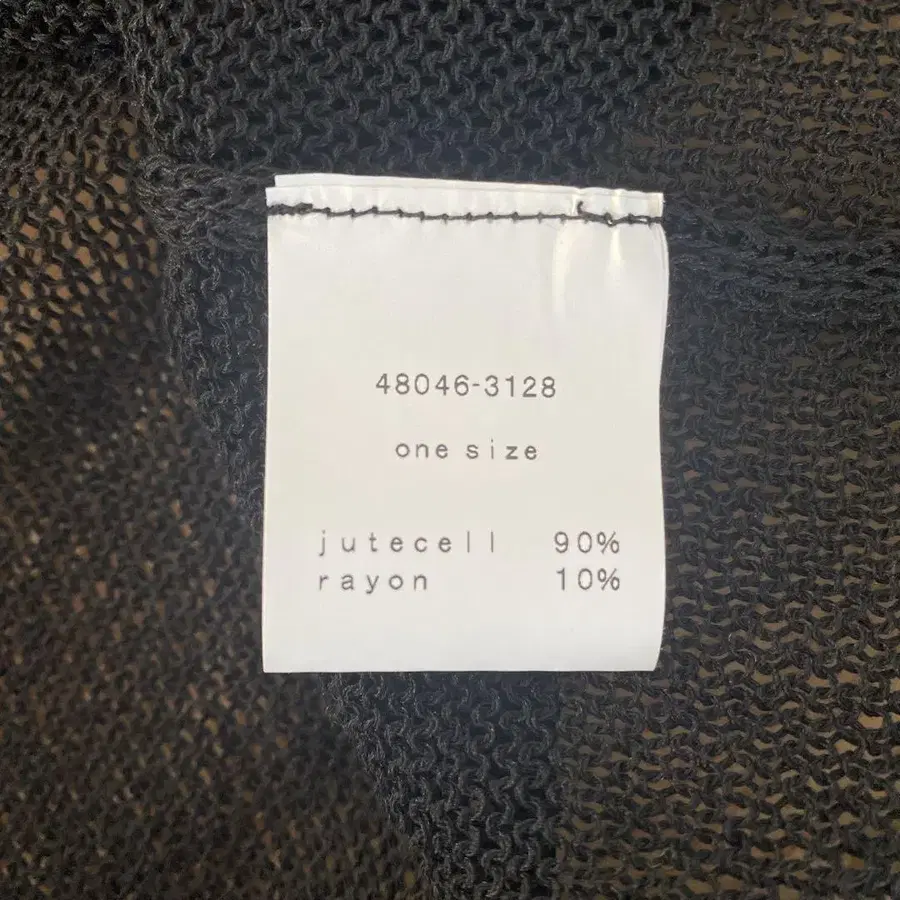 48046-3128
one size
jutecell 90%
rayon 10%